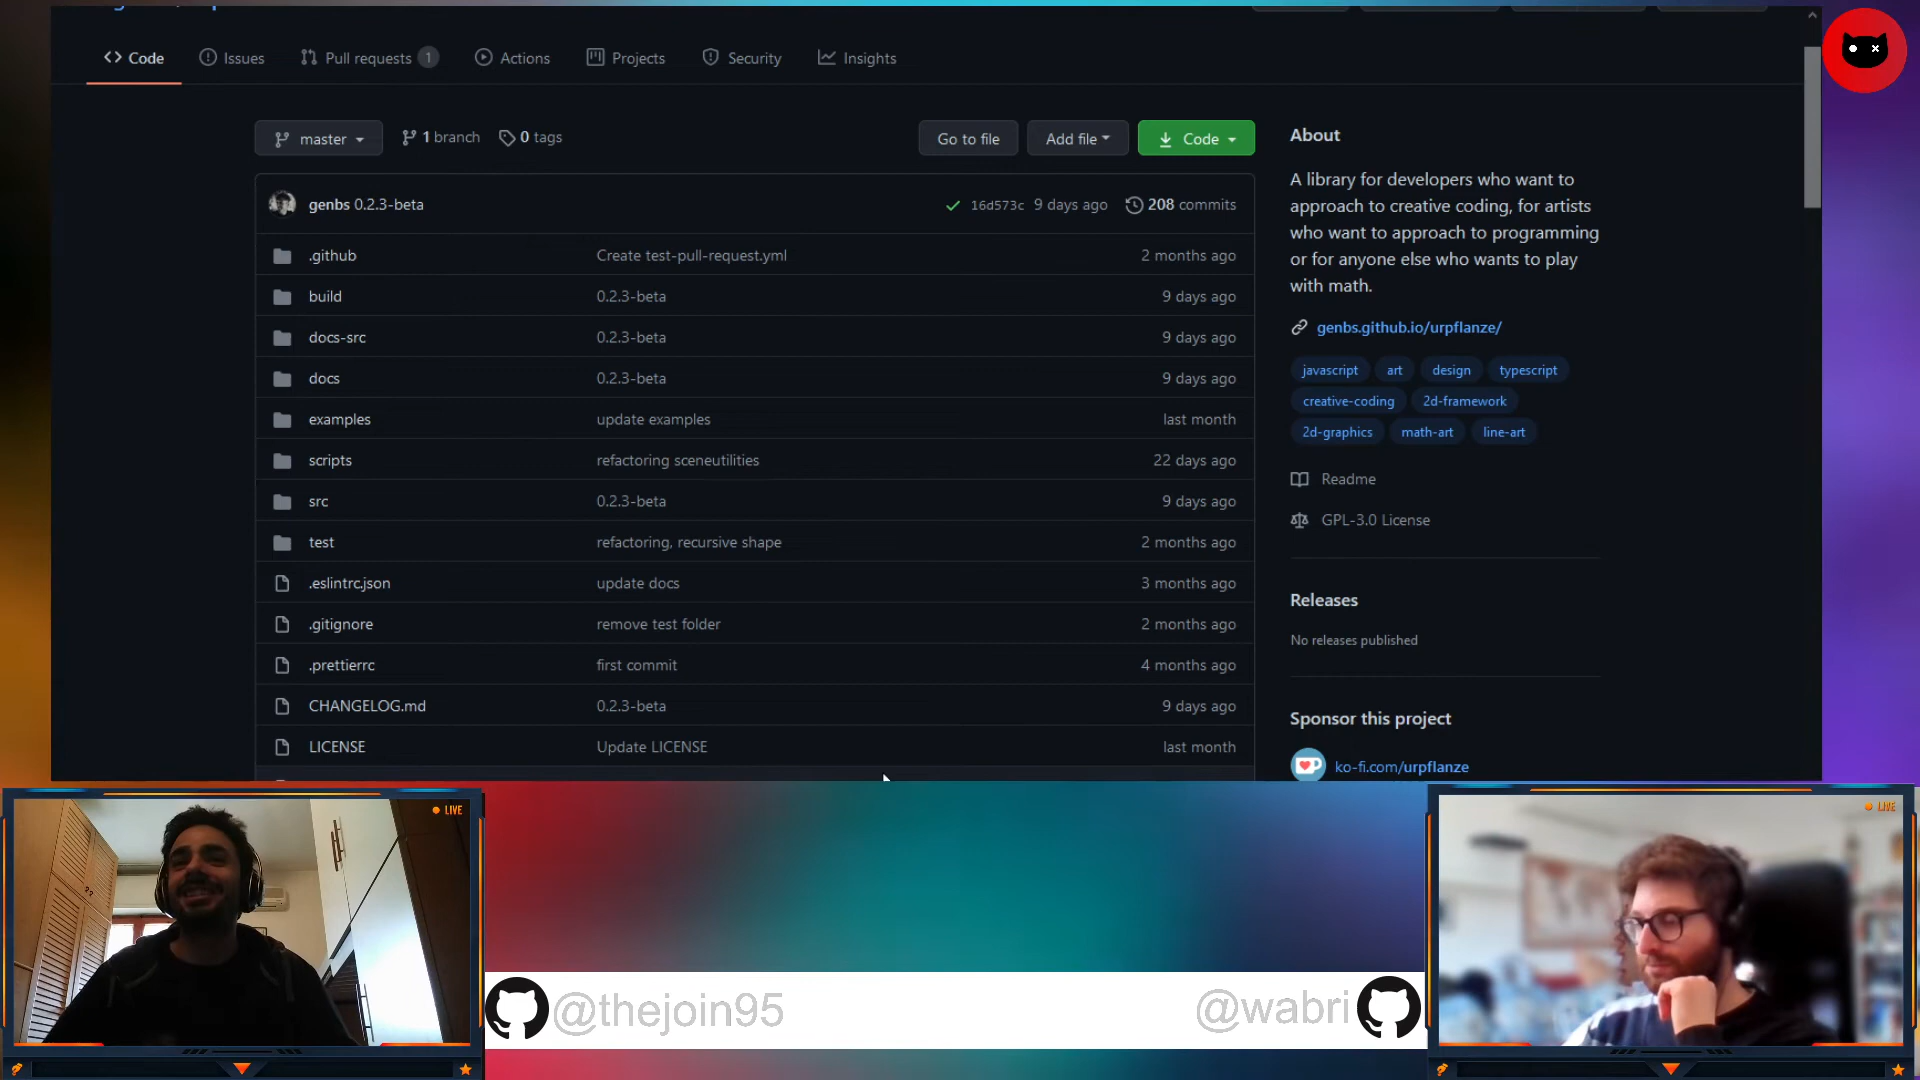 Code
Issues
Pull requests 1
Actions
Projects
Security
Insights
master
1 branch
0 tags
Go to file
Add file
Code
genbs 0.2.3-beta
16d573c 9 days ago
208 commits
.github Create test-pull-request.yml 2 months ago
build 0.2.3-beta 9 days ago
docs-src 0.2.3-beta 9 days ago
docs 0.2.3-beta 9 days ago
examples update examples last month
scripts refactoring sceneutilities 22 days ago
src 0.2.3-beta 9 days ago
test refactoring, recursive shape 2 months ago
.eslintrc.json update docs 3 months ago
.gitignore remove test folder 2 months ago
.prettierrc first commit 4 months ago
CHANGELOG.md 0.2.3-beta 9 days ago
LICENSE Update LICENSE last month
About
A library for developers who want to
approach to creative coding, for artists
who want to approach to programming
or for anyone else who wants to play
with math.
genbs.github.io/urpflanze/
javascript art design typescript
creative-coding 2d-framework
2d-graphics math-art line-art
Readme
GPL-3.0 License
Releases
No releases published
Sponsor this project
ko-fi.com/urpflanze
LIVE
LIVE
@thejoin95
@wabri